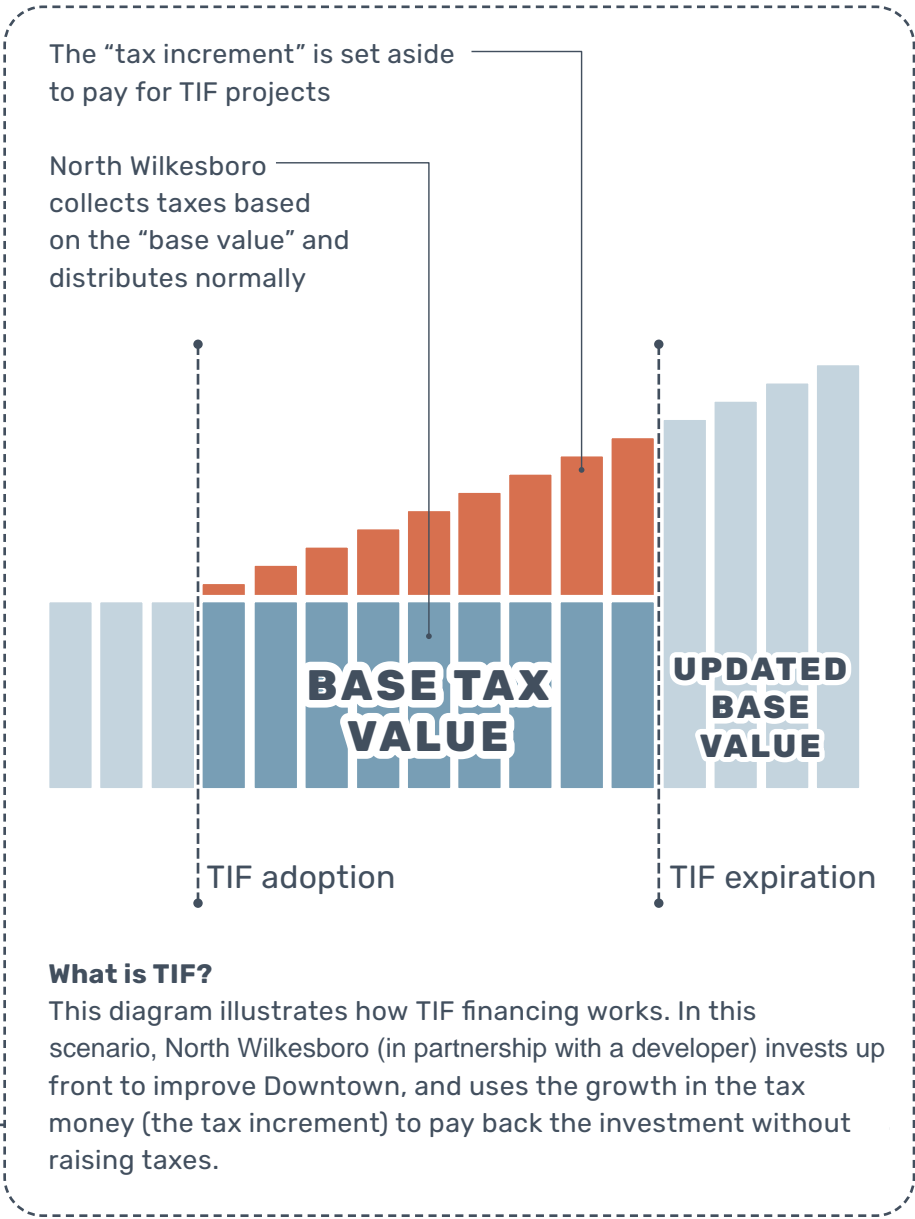 The “tax increment” is set aside
to pay for TIF projects
North Wilkesboro
collects taxes based
on the “base value” and
distributes normally
BASE TAX
VALUE
UPDATED
BASE
VALUE
TIF adoption
TIF expiration
What is TIF?
This diagram illustrates how TIF financing works. In this
scenario, North Wilkesboro (in partnership with a developer) invests up
front to improve Downtown, and uses the growth in the tax
money (the tax increment) to pay back the investment without
raising taxes.